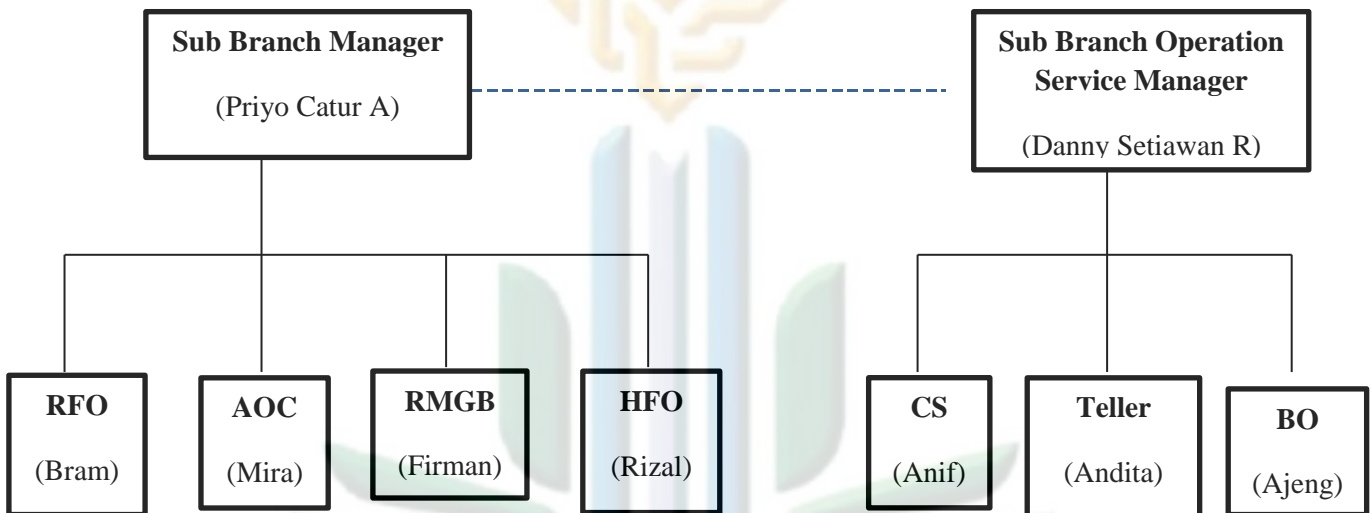 Sub Branch Manager
(Priyo Catur A)
Sub Branch Operation
Service Manager
(Danny Setiawan R)
RFO
(Bram)
AOC
(Mira)
RMGB
(Firman)
HFO
(Rizal)
CS
(Anif)
Teller
(Andita)
BO
(Ajeng)